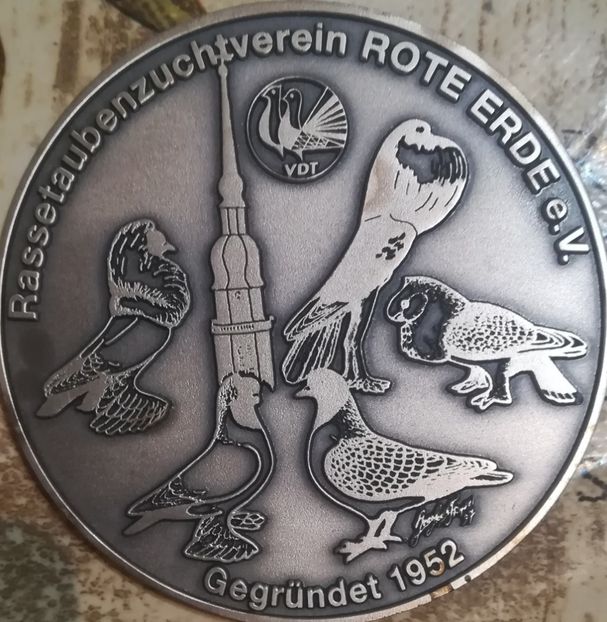 Rassetaubenzuchtverein ROTE ERDE e.V.
VDT
Gegründet 1952